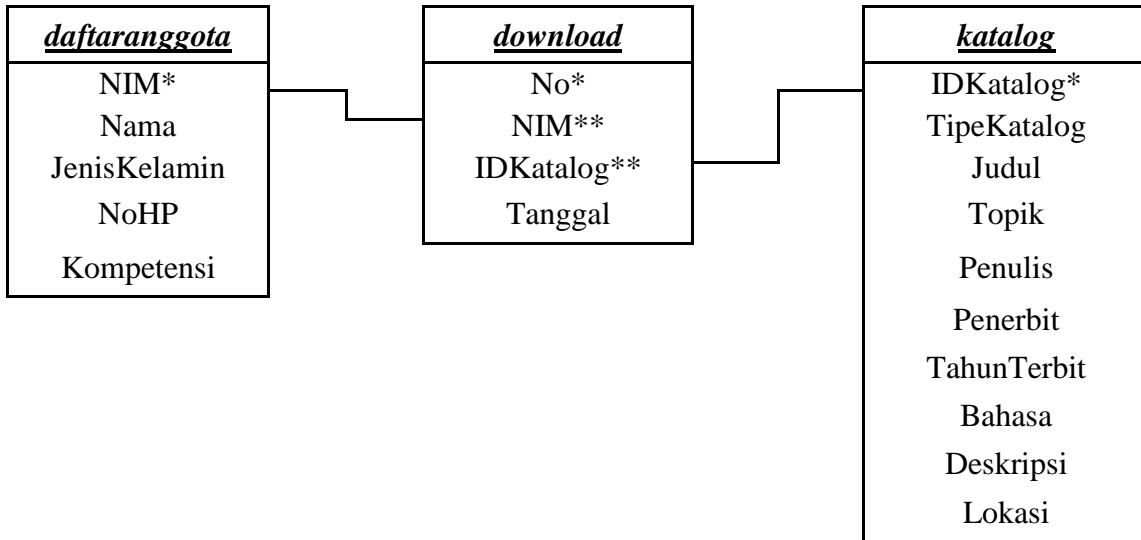 daftaranggota
NIM*
Nama
JenisKelamin
NoHP
Kompetensi
download
No*
NIM**
IDKatalog**
Tanggal
katalog
IDKatalog*
TipeKatalog
Judul
Topik
Penulis
Penerbit
TahunTerbit
Bahasa
Deskripsi
Lokasi